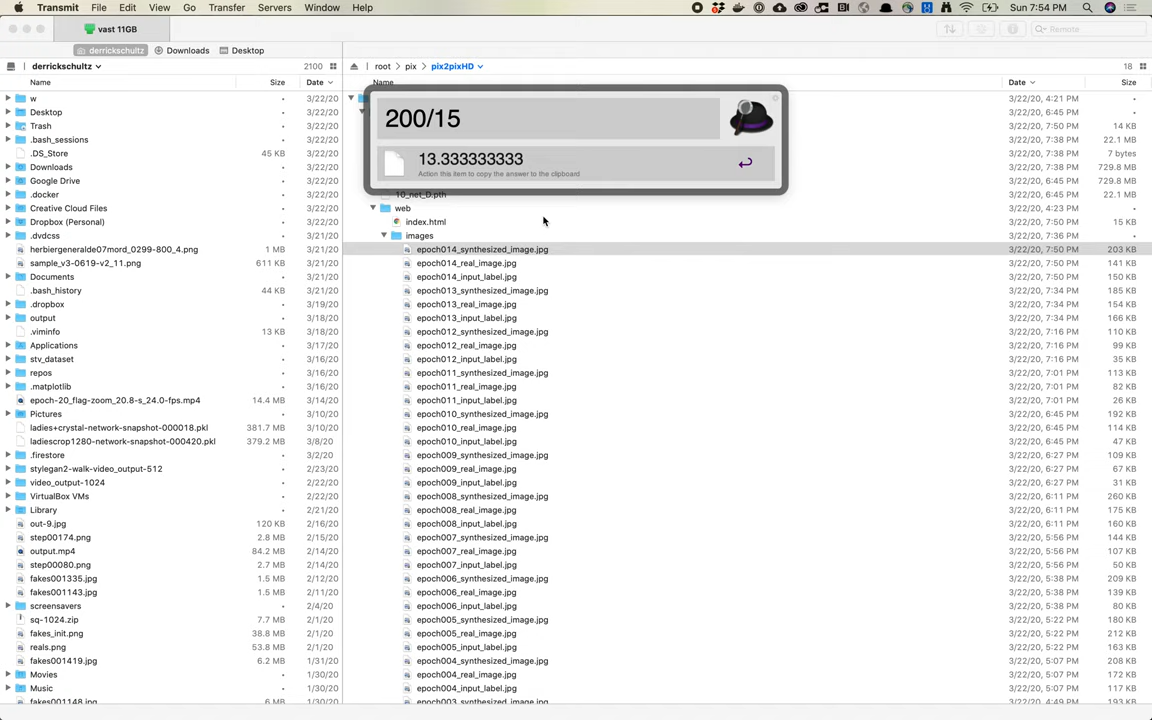 Transmit File Edit View Go Transfer Servers Window Help Sun 7:54 PM
vast 11GB Remote
derrickschultz Downloads Desktop
derrickschultz 2100 root pix pix2pixHD 18
Name Size Date Name Date Size
200/15
13.333333333
Action this item to copy the answer to the clipboard
w • 3/22/20 3/22/20, 4:21 PM •
Desktop • 3/22/20 3/22/20, 6:45 PM •
Trash • 3/22/20 3/22/20, 7:50 PM 14 KB
.bash_sessions • 3/22/20 3/22/20, 7:38 PM 22.1 MB
.DS_Store 45 KB 3/22/20 3/22/20, 7:50 PM 7 bytes
Downloads • 3/22/20 3/22/20, 7:38 PM 729.8 MB
Google Drive • 3/22/20 3/22/20, 7:38 PM 22.1 MB
.docker • 3/22/20 10_net_D.pth 3/22/20, 6:45 PM 22.1 MB
Creative Cloud Files • 3/22/20 web 3/22/20, 4:23 PM •
Dropbox (Personal) • 3/22/20 index.html 3/22/20, 7:50 PM 15 KB
.dvdcss • 3/21/20 images 3/22/20, 7:36 PM •
herbiergeneralde07mord_0299-800_4.png 1 MB 3/21/20 epoch014_synthesized_image.jpg 3/22/20, 7:50 PM 203 KB
sample_v3-0619-v2_11.png 611 KB 3/21/20 epoch014_real_image.jpg 3/22/20, 7:50 PM 141 KB
Documents • 3/21/20 epoch014_input_label.jpg 3/22/20, 7:50 PM 150 KB
.bash_history 44 KB 3/21/20 epoch013_synthesized_image.jpg 3/22/20, 7:34 PM 185 KB
.dropbox • 3/19/20 epoch013_real_image.jpg 3/22/20, 7:34 PM 154 KB
output • 3/18/20 epoch013_input_label.jpg 3/22/20, 7:34 PM 166 KB
.viminfo 13 KB 3/18/20 epoch012_synthesized_image.jpg 3/22/20, 7:16 PM 110 KB
Applications • 3/17/20 epoch012_real_image.jpg 3/22/20, 7:16 PM 99 KB
stv_dataset • 3/16/20 epoch012_input_label.jpg 3/22/20, 7:16 PM 35 KB
repos • 3/16/20 epoch011_synthesized_image.jpg 3/22/20, 7:01 PM 113 KB
.matplotlib • 3/16/20 epoch011_real_image.jpg 3/22/20, 7:01 PM 82 KB
epoch-20_flag-zoom_20.8-s_24.0-fps.mp4 14.4 MB 3/14/20 epoch011_input_label.jpg 3/22/20, 7:01 PM 26 KB
Pictures • 3/10/20 epoch010_synthesized_image.jpg 3/22/20, 6:45 PM 192 KB
ladies+crystal-network-snapshot-000018.pkl 381.7 MB 3/10/20 epoch010_real_image.jpg 3/22/20, 6:45 PM 114 KB
ladiescrop1280-network-snapshot-000420.pkl 379.2 MB 3/8/20 epoch010_input_label.jpg 3/22/20, 6:45 PM 47 KB
.firestore • 3/2/20 epoch009_synthesized_image.jpg 3/22/20, 6:27 PM 109 KB
stylegan2-walk-video_output-512 • 2/23/20 epoch009_real_image.jpg 3/22/20, 6:27 PM 67 KB
video_output-1024 • 2/22/20 epoch009_input_label.jpg 3/22/20, 6:27 PM 31 KB
VirtualBox VMs • 2/22/20 epoch008_synthesized_image.jpg 3/22/20, 6:11 PM 260 KB
Library • 2/21/20 epoch008_real_image.jpg 3/22/20, 6:11 PM 175 KB
out-9.jpg 120 KB 2/16/20 epoch008_input_label.jpg 3/22/20, 6:11 PM 160 KB
step00174.png 2.8 MB 2/15/20 epoch007_synthesized_image.jpg 3/22/20, 5:56 PM 144 KB
output.mp4 84.2 MB 2/14/20 epoch007_real_image.jpg 3/22/20, 5:56 PM 107 KB
step00080.png 2.7 MB 2/14/20 epoch007_input_label.jpg 3/22/20, 5:56 PM 50 KB
fakes001335.jpg 1.5 MB 2/12/20 epoch006_synthesized_image.jpg 3/22/20, 5:38 PM 209 KB
fakes001143.jpg 1.5 MB 2/11/20 epoch006_real_image.jpg 3/22/20, 5:38 PM 139 KB
screensavers • 2/4/20 epoch006_input_label.jpg 3/22/20, 5:38 PM 80 KB
sq-1024.zip 7.7 MB 2/1/20 epoch005_synthesized_image.jpg 3/22/20, 5:22 PM 180 KB
fakes_init.png 38.8 MB 2/1/20 epoch005_real_image.jpg 3/22/20, 5:22 PM 212 KB
reals.png 53.8 MB 2/1/20 epoch005_input_label.jpg 3/22/20, 5:22 PM 163 KB
fakes001419.jpg 6.2 MB 1/31/20 epoch004_synthesized_image.jpg 3/22/20, 5:07 PM 208 KB
Movies • 1/30/20 epoch004_real_image.jpg 3/22/20, 5:07 PM 172 KB
Music • 1/30/20 epoch004_input_label.jpg 3/22/20, 5:07 PM 117 KB
fakes001148.jpg 6 MB 1/30/20 epoch003_synthesized_image.jpg 3/22/20, 4:51 PM 193 KB